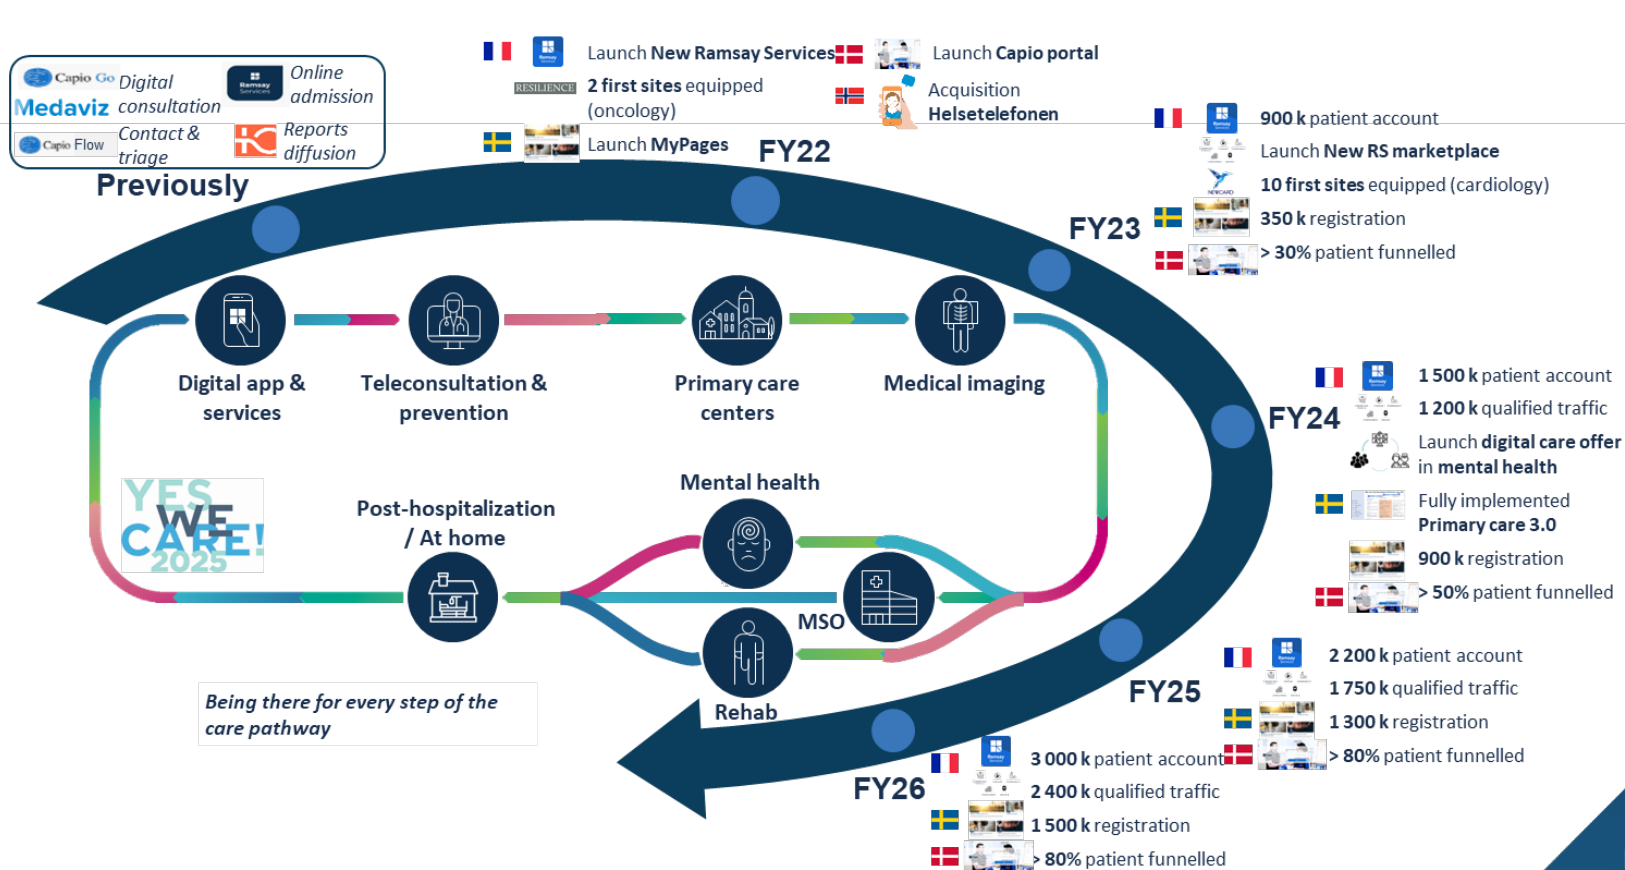 Capio Go
Digital
consultation
Medaviz
Ramsay
Services
Online
admission
Capio Flow
Contact &
triage
Reports
diffusion
Previously
Launch New Ramsay Services
RESILIENCE
2 first sites equipped
(oncology)
Launch MyPages
Launch Capio portal
Acquisition
Helsetelefonen
FY22
FY23
900 k patient account
Launch New RS marketplace
NEWCARD
10 first sites equipped (cardiology)
350 k registration
> 30% patient funnelled
FY24
1 500 k patient account
1 200 k qualified traffic
Launch digital care offer
in mental health
Fully implemented
Primary care 3.0
900 k registration
> 50% patient funnelled
FY25
2 200 k patient account
1 750 k qualified traffic
1 300 k registration
> 80% patient funnelled
FY26
3 000 k patient account
2 400 k qualified traffic
1 500 k registration
> 80% patient funnelled
Digital app &
services
Teleconsultation &
prevention
Primary care
centers
Medical imaging
Mental health
MSO
Rehab
Post-hospitalization
/ At home
YES
WE
CARE!
2025
Being there for every step of the
care pathway